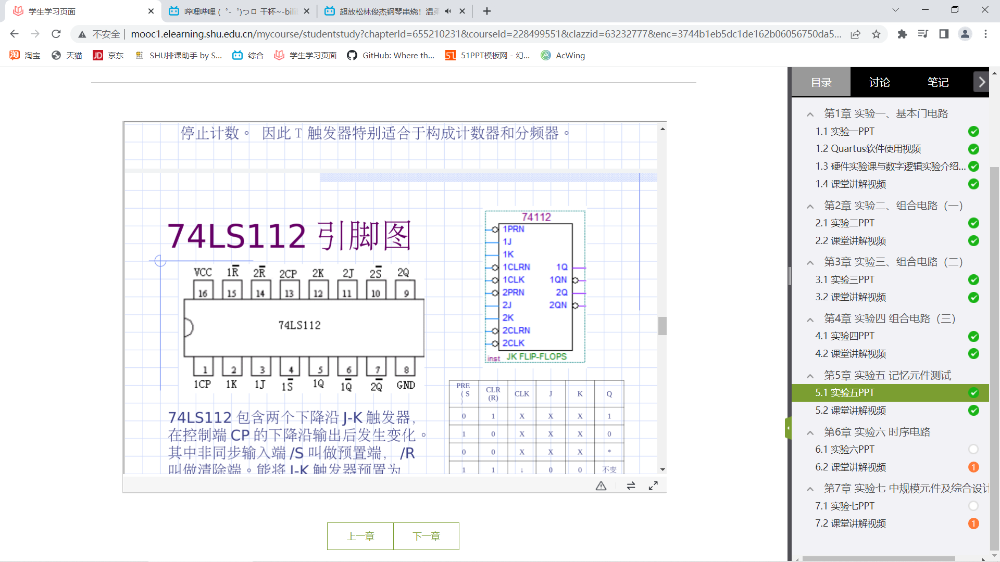 学生学习页面
哔哩哔哩 (゜-゜)つロ 干杯~-bili
超放松林俊杰钢琴串烧！温柔
不安全
mooc1.elearning.shu.edu.cn/mycourse/studentstudy?chapterId=655210231&courseId=228499551&clazzid=63232777&enc=3744b1eb5dc1de162b06056750da5...
淘宝
天猫
JD 京东
SHU排课助手 by S...
综合
学生学习页面
GitHub: Where th...
51PPT模板网 - 幻...
AcWing
停止计数。 因此 T 触发器特别适合于构成计数器和分频器。
74LS112 引脚图
VCC 1R̅ 2R̅ 2CP 2K 2J 2S̅ 2Q
16 15 14 13 12 11 10 9
74LS112
1 2 3 4 5 6 7 8
1CP 1K 1J 1S̅ 1Q 1Q̅ 2Q̅ GND
74112
1PRN
1J
1K
1CLRN 1Q
1CLK 1QN
2PRN 2Q
2J 2QN
2K
2CLRN
2CLK
inst JK FLIP-FLOPS
74LS112 包含两个下降沿 J-K 触发器，
在控制端 CP 的下降沿输出后发生变化。
其中非同步输入端 /S 叫做预置端， /R
叫做清除端。能将 J-K 触发器预置为
PRE (S) CLR (R) CLK J K Q
0 1 X X X 1
1 0 X X X 0
0 0 X X X *
1 1 ↓ 0 0 不变
上一章
下一章
目录
讨论
笔记
第1章 实验一、基本门电路
1.1 实验一PPT
1.2 Quartus软件使用视频
1.3 硬件实验课与数字逻辑实验介绍...
1.4 课堂讲解视频
第2章 实验二、组合电路（一）
2.1 实验二PPT
2.2 课堂讲解视频
第3章 实验三、组合电路（二）
3.1 实验三PPT
3.2 课堂讲解视频
第4章 实验四 组合电路（三）
4.1 实验四PPT
4.2 课堂讲解视频
第5章 实验五 记忆元件测试
5.1 实验五PPT
5.2 课堂讲解视频
第6章 实验六 时序电路
6.1 实验六PPT
6.2 课堂讲解视频 1
第7章 实验七 中规模元件及综合设计
7.1 实验七PPT
7.2 课堂讲解视频 1